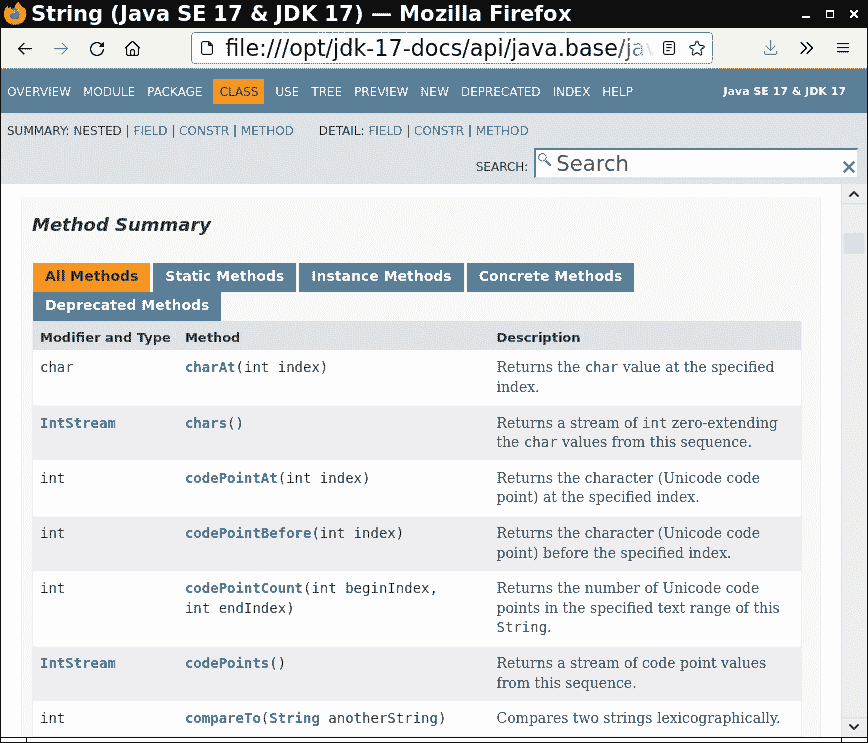 String (Java SE 17 & JDK 17) — Mozilla Firefox
file:///opt/jdk-17-docs/api/java.base/jav
OVERVIEW MODULE PACKAGE CLASS USE TREE PREVIEW NEW DEPRECATED INDEX HELP Java SE 17 & JDK 17
SUMMARY: NESTED | FIELD | CONSTR | METHOD DETAIL: FIELD | CONSTR | METHOD
SEARCH: Search
Method Summary
All Methods Static Methods Instance Methods Concrete Methods
Deprecated Methods
Modifier and Type Method Description
char charAt(int index) Returns the char value at the specified
index.
IntStream chars() Returns a stream of int zero-extending
the char values from this sequence.
int codePointAt(int index) Returns the character (Unicode code
point) at the specified index.
int codePointBefore(int index) Returns the character (Unicode code
point) before the specified index.
int codePointCount(int beginIndex, Returns the number of Unicode code
int endIndex) points in the specified text range of this
String.
IntStream codePoints() Returns a stream of code point values
from this sequence.
int compareTo(String anotherString) Compares two strings lexicographically.